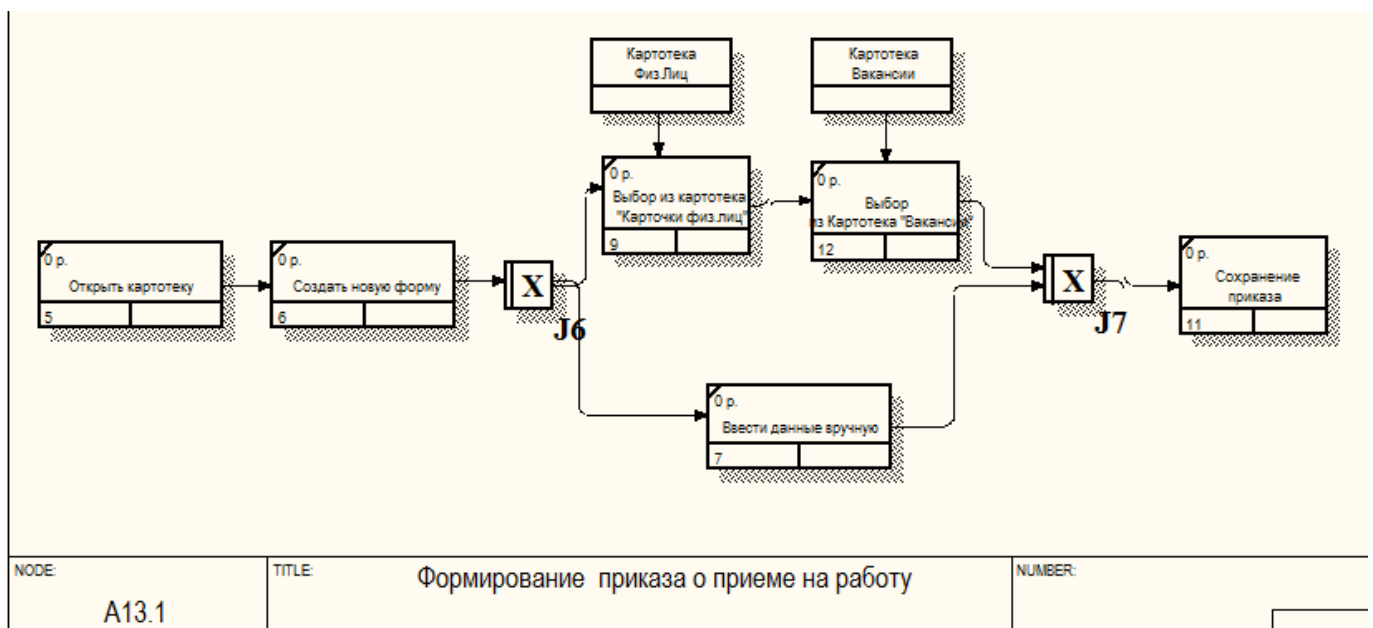 Картотека
Физ.Лиц
Картотека
Вакансии
0 р.
Выбор из картотека
"Карточки физ.лиц"
9
0 р.
Выбор
из Картотека "Вакансии"
12
0 р.
Открыть картотеку
5
0 р.
Создать новую форму
6
X
J6
X
J7
0 р.
Сохранение
приказа
11
0 р.
Ввести данные вручную
7
NODE:
A13.1
TITLE:
Формирование приказа о приеме на работу
NUMBER: